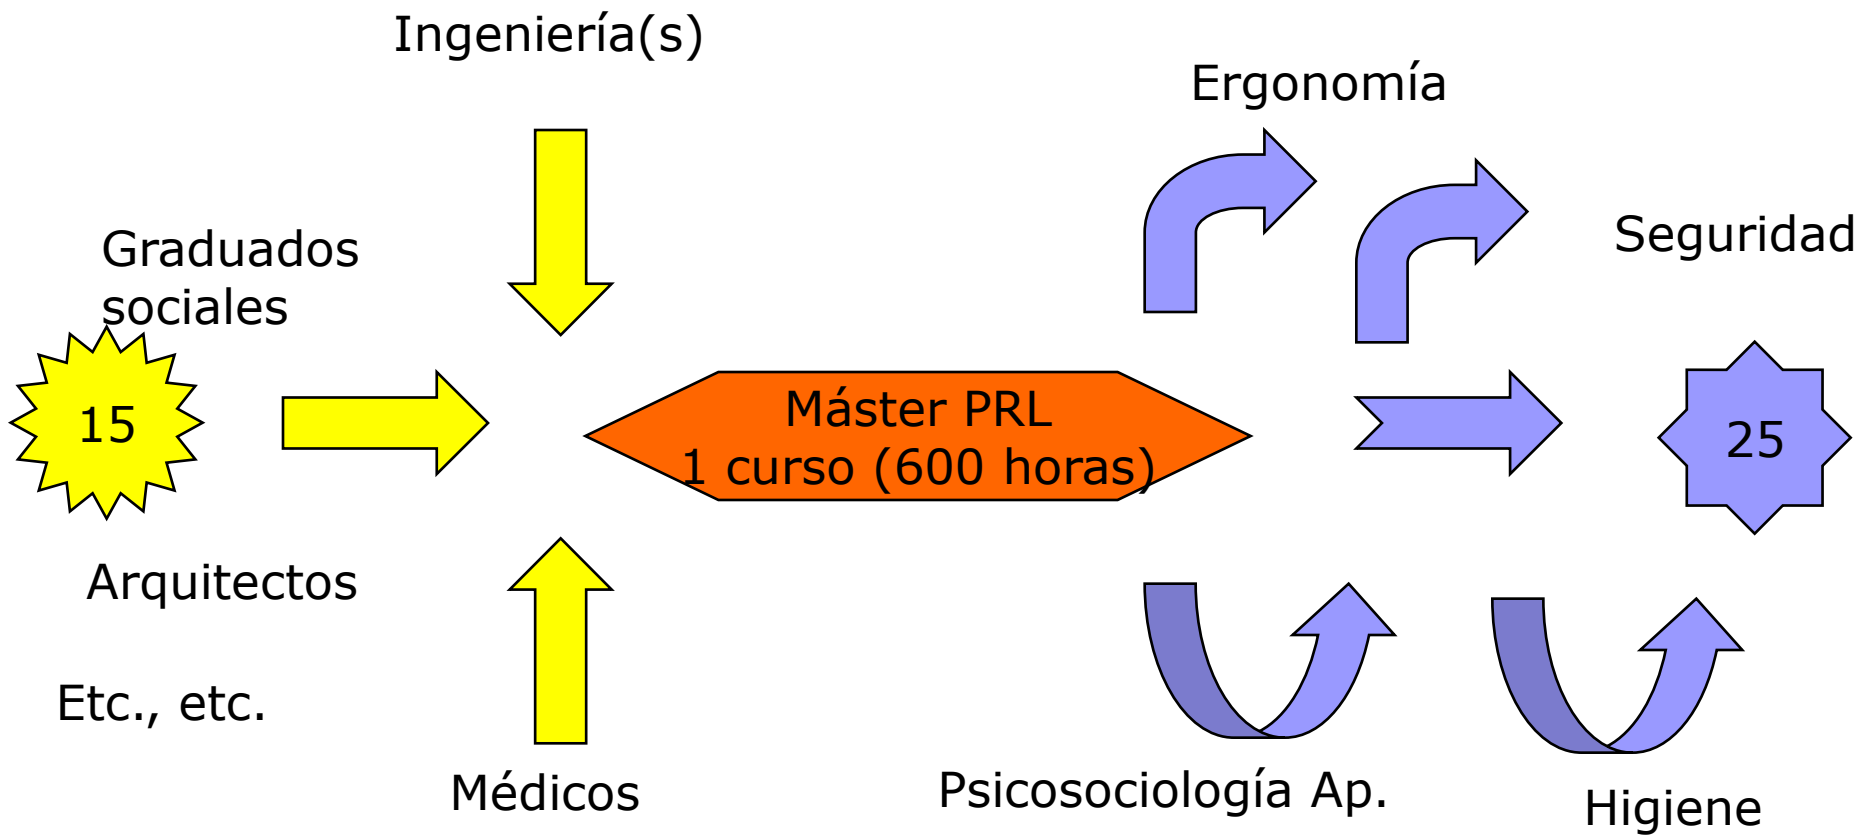 Ingeniería(s)
Ergonomía
Graduados
sociales
Seguridad
15
Máster PRL
1 curso (600 horas)
25
Arquitectos
Etc., etc.
Médicos
Psicosociología Ap.
Higiene